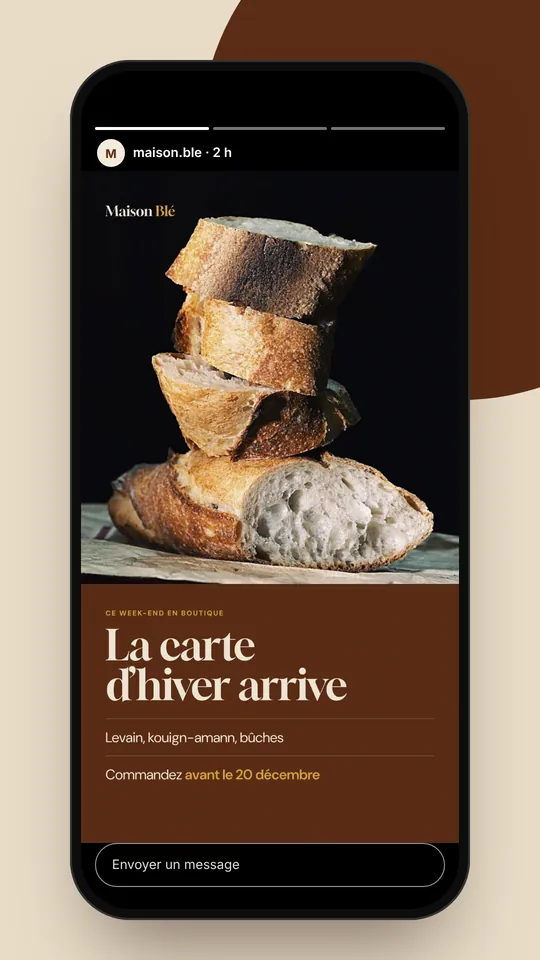 M
maison.ble · 2 h
Maison Blé
CE WEEK-END EN BOUTIQUE
La carte
d'hiver arrive
Levain, kouign-amann, bûches
Commandez avant le 20 décembre
Envoyer un message